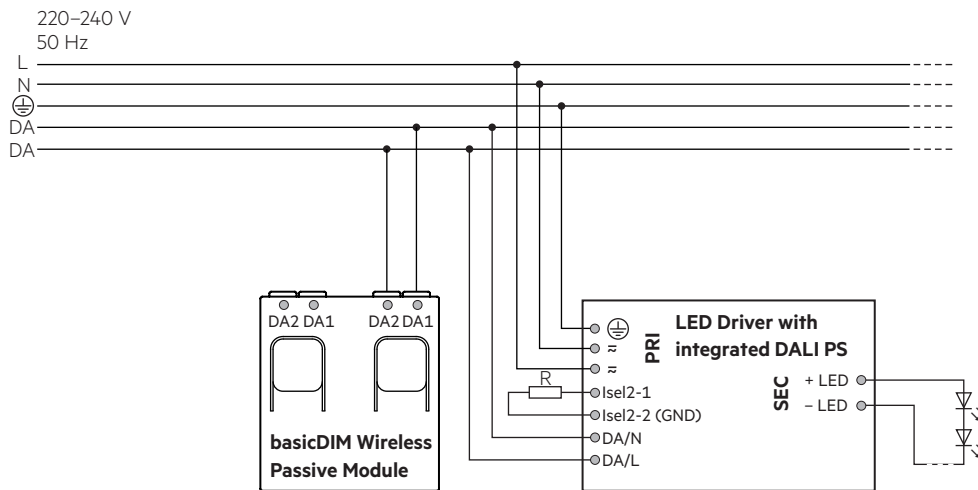 220–240 V
50 Hz
L
N
DA
DA
DA2 DA1 DA2 DA1
basicDIM Wireless
Passive Module
PRI
LED Driver with
integrated DALI PS
≂
≂
R
Isel2-1
Isel2-2 (GND)
DA/N
DA/L
SEC
+ LED
– LED